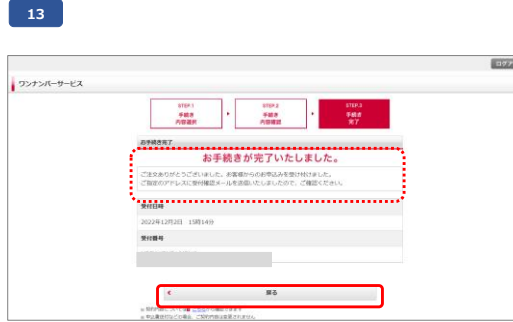 13
ログア
ワンナンバーサービス
STEP.1
手続き
内容選択
STEP.2
手続き
内容確認
STEP.3
手続き
完了
お手続き完了
お手続きが完了いたしました。
ご注文ありがとうございました。お客様からのお申込みを受け付けました。
ご指定のアドレスに受付確認メールを送信いたしましたので、ご確認ください。
受付日時
2022年12月2日 15時14分
受付番号
戻る